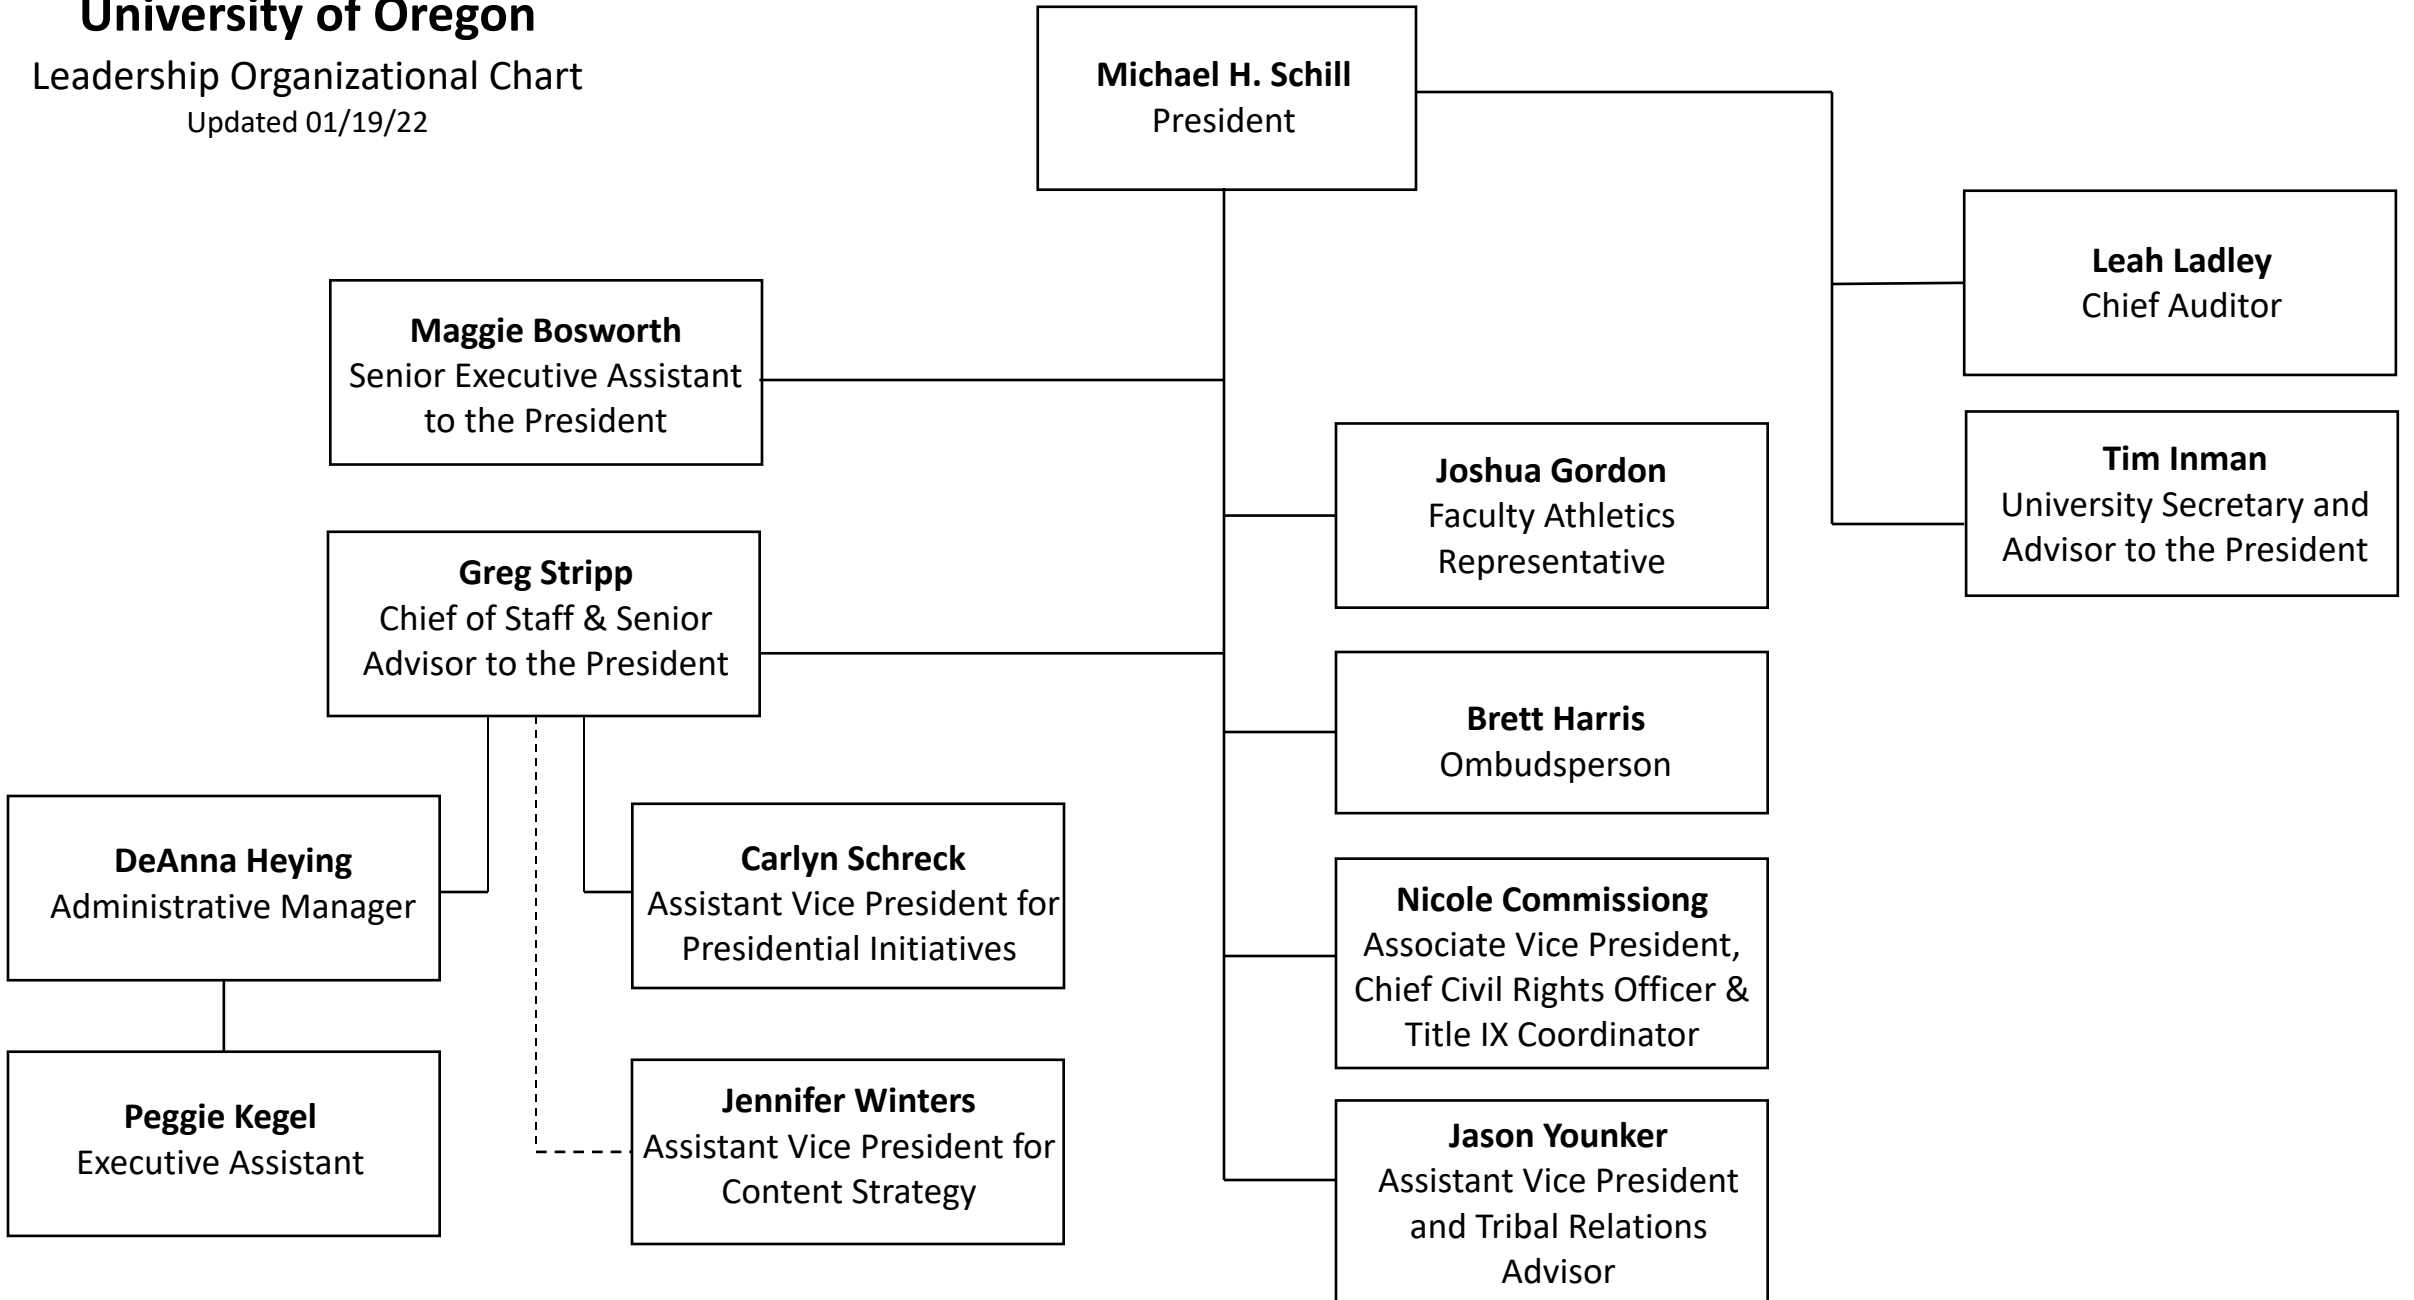 University of Oregon
Leadership Organizational Chart
Updated 01/19/22
Michael H. Schill
President
Leah Ladley
Chief Auditor
Maggie Bosworth
Senior Executive Assistant
to the President
Tim Inman
University Secretary and
Advisor to the President
Joshua Gordon
Faculty Athletics
Representative
Greg Stripp
Chief of Staff & Senior
Advisor to the President
Brett Harris
Ombudsperson
DeAnna Heying
Administrative Manager
Carlyn Schreck
Assistant Vice President for
Presidential Initiatives
Nicole Commissiong
Associate Vice President,
Chief Civil Rights Officer &
Title IX Coordinator
Peggie Kegel
Executive Assistant
Jennifer Winters
Assistant Vice President for
Content Strategy
Jason Younker
Assistant Vice President
and Tribal Relations
Advisor